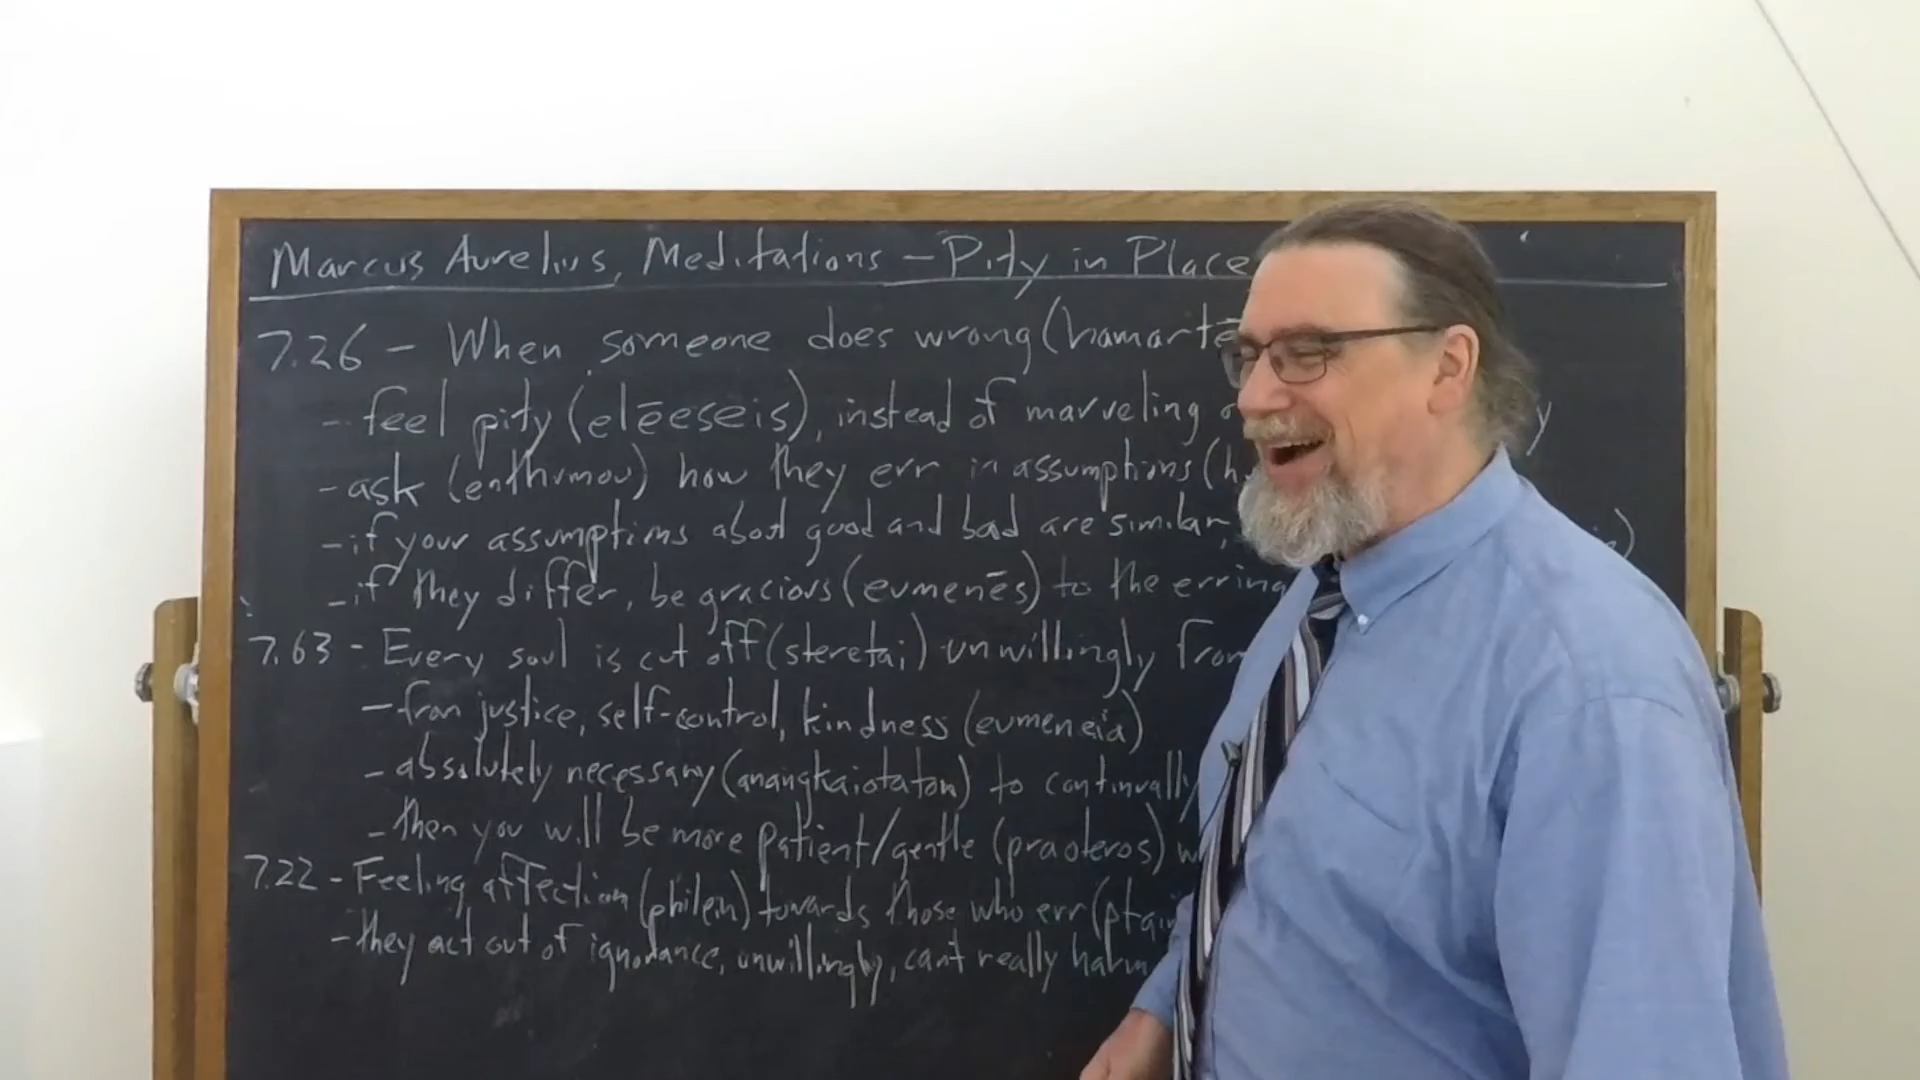 Marcus Aurelius, Meditations - Pity in Place
7.26 - When someone does wrong (hamartē
- feel pity (elēeseis), instead of marveling y
- ask (enthumou) how they err in assumptions (h
- if your assumptions about good and bad are similar,
- if they differ, be gracious (eumenēs) to the erring
7.63 - Every soul is cut off (steretai) unwillingly from
- from justice, self-control, kindness (eumeneia)
- absolutely necessary (anangkaiotaton) to continually
- then you will be more patient/gentle (praoteros) w
7.22 - Feeling affection (philein) towards those who err (ptai
- they act out of ignorance, unwillingly, can't really harm